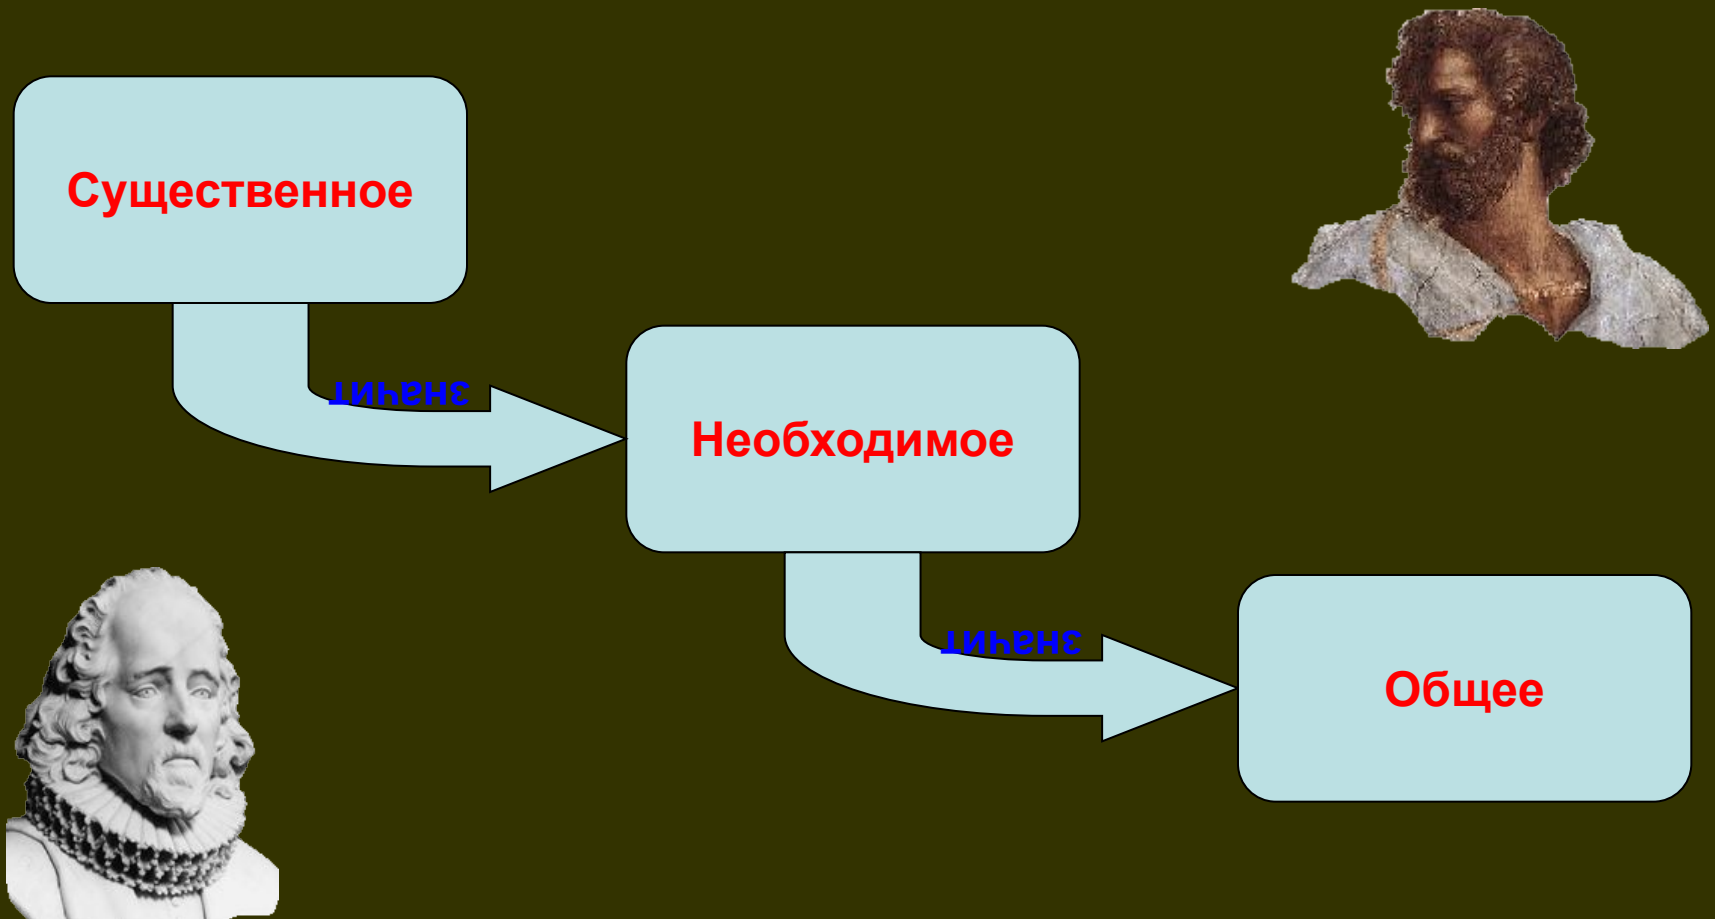 Существенное
значит
Необходимое
значит
Общее